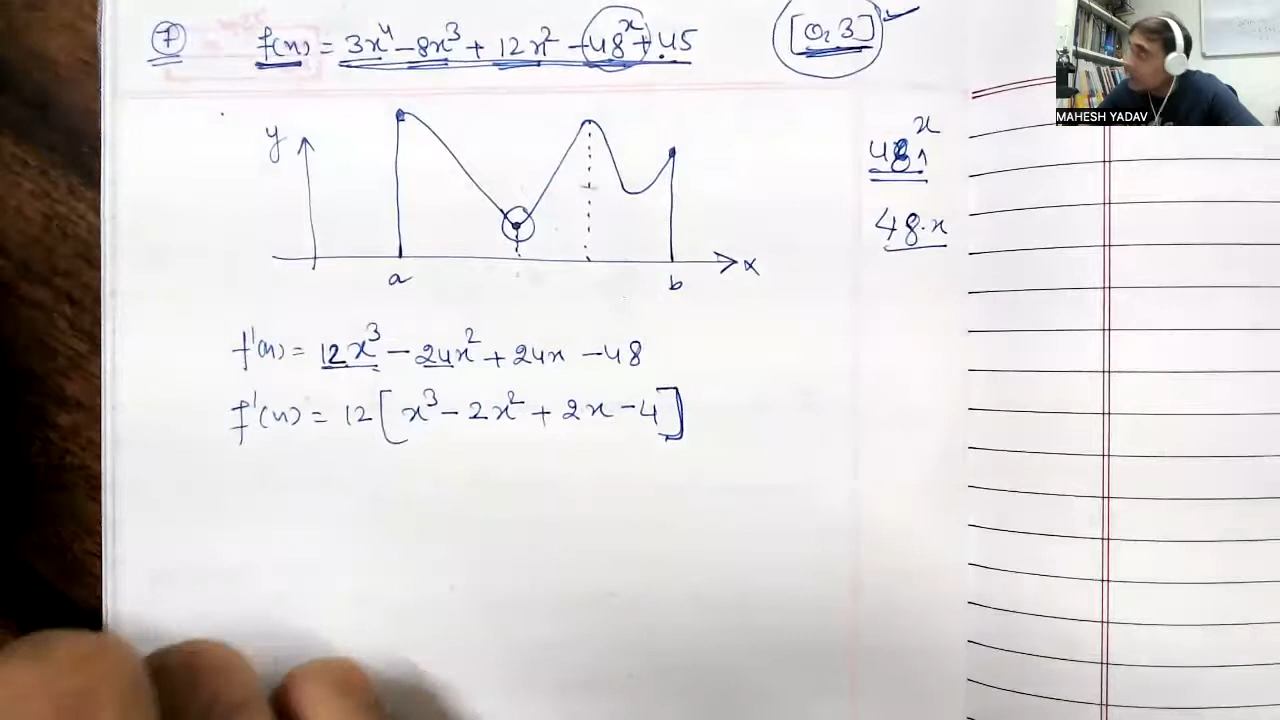 7 f(x) = 3x⁴ - 8x³ + 12x² - 48x + 45 [0, 3]
MAHESH YADAV
y
48x
48·x
a b x
f'(x) = 12x³ - 24x² + 24x - 48
f'(x) = 12[x³ - 2x² + 2x - 4]